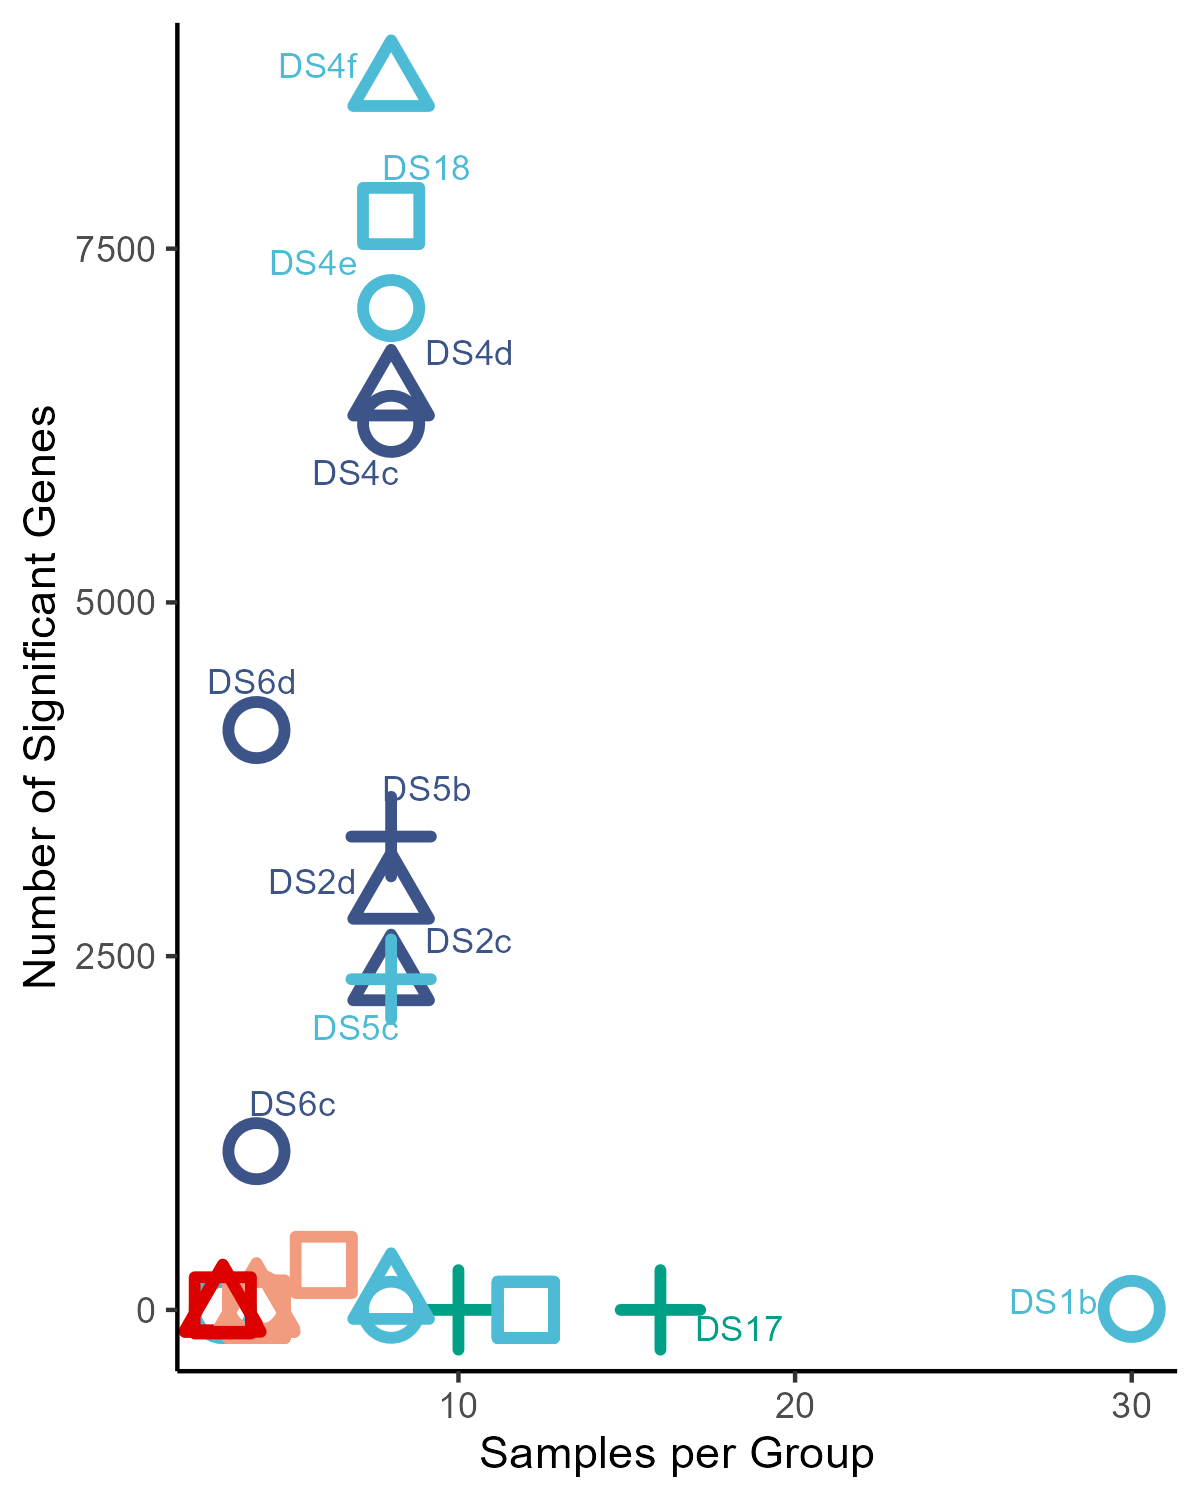 DS4f
DS18
7500
DS4e
DS4d
DS4c
Number of Significant Genes
5000
DS6d
DS5b
DS2d
DS2c
2500
DS5c
DS6c
0
DS1b
DS17
10
20
30
Samples per Group